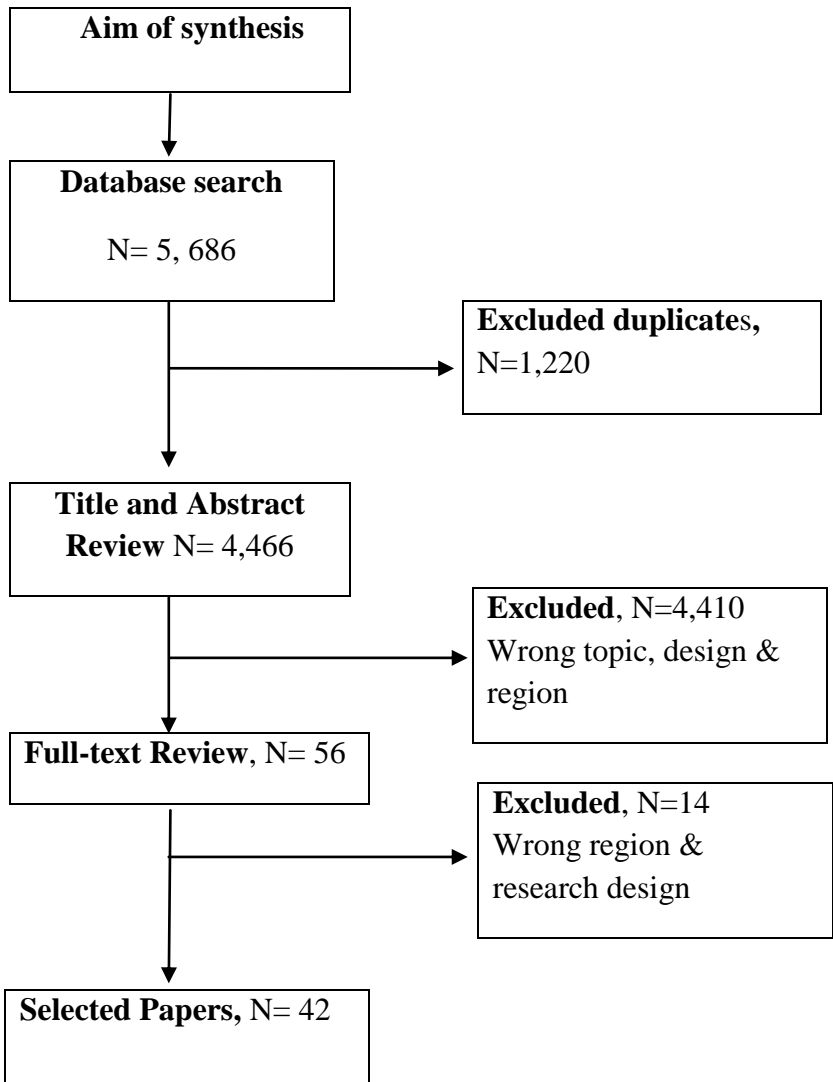 Aim of synthesis
Database search
N= 5, 686
Excluded duplicates,
N=1,220
Title and Abstract
Review N= 4,466
Excluded, N=4,410
Wrong topic, design &
region
Full-text Review, N= 56
Excluded, N=14
Wrong region &
research design
Selected Papers, N= 42